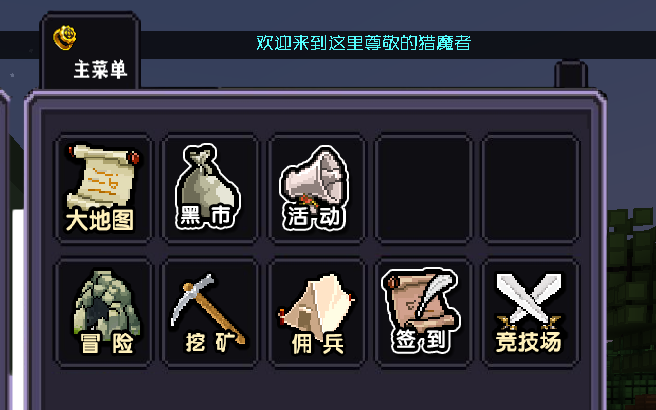 欢迎来到这里尊敬的猎魔者
主菜单
大地图
黑市
活动
冒险
挖矿
佣兵
签到
竞技场